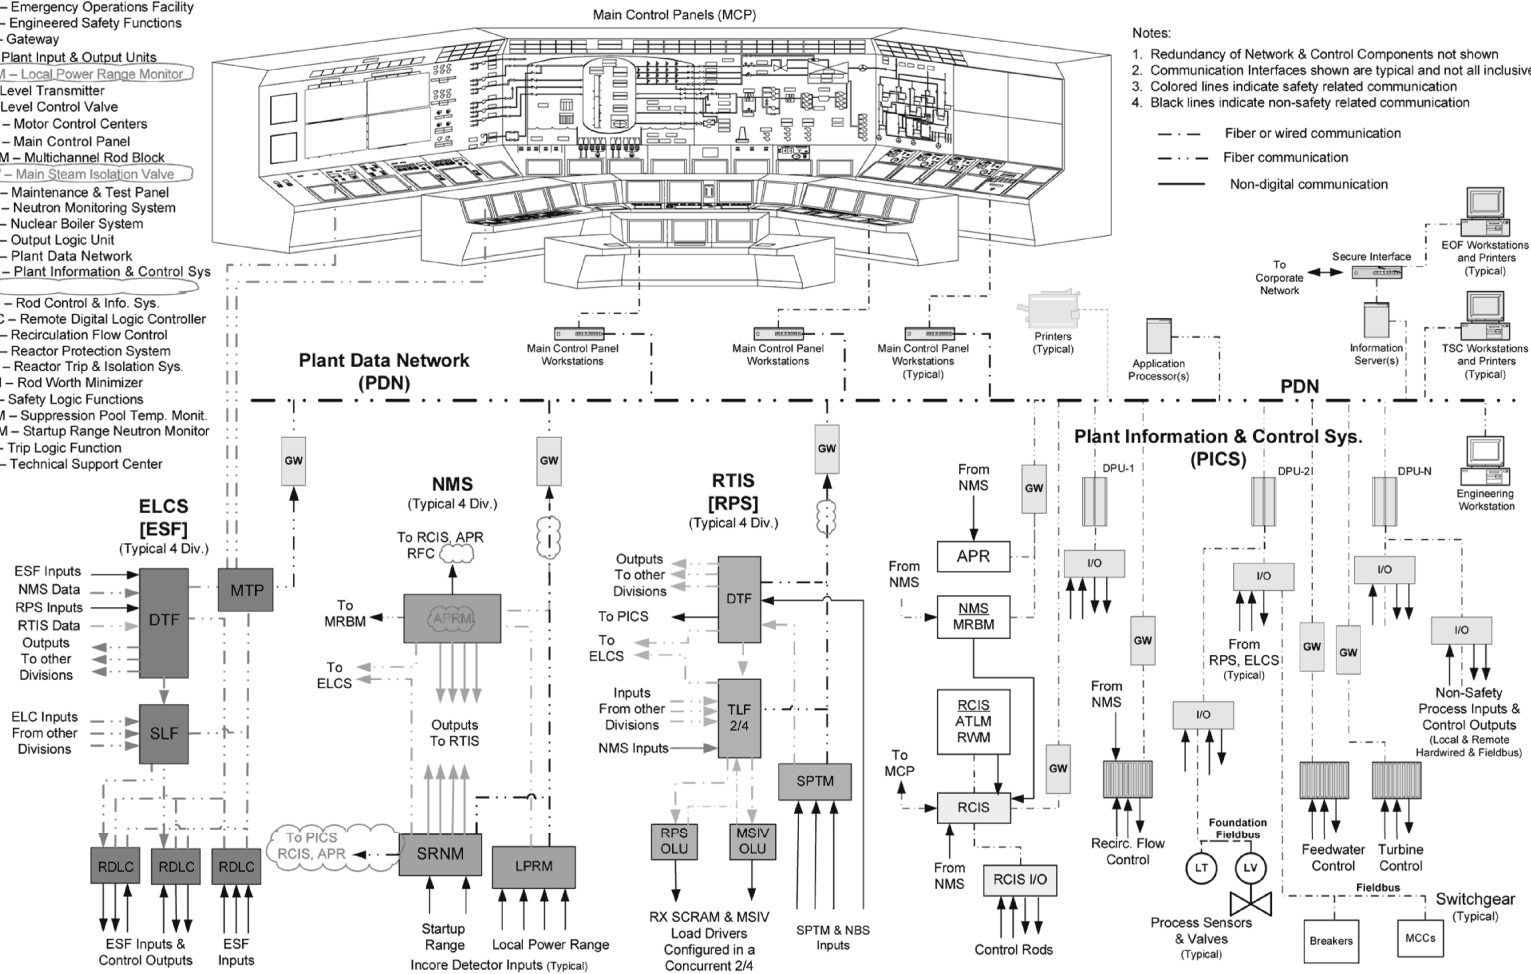 – Emergency Operations Facility
– Engineered Safety Functions
– Gateway
Plant Input & Output Units
M – Local Power Range Monitor
Level Transmitter
Level Control Valve
– Motor Control Centers
– Main Control Panel
M – Multichannel Rod Block
– Main Steam Isolation Valve
– Maintenance & Test Panel
– Neutron Monitoring System
– Nuclear Boiler System
– Output Logic Unit
– Plant Data Network
– Plant Information & Control Sys
– Rod Control & Info. Sys.
C – Remote Digital Logic Controller
– Recirculation Flow Control
– Reactor Protection System
– Reactor Trip & Isolation Sys.
– Rod Worth Minimizer
– Safety Logic Functions
M – Suppression Pool Temp. Monit.
M – Startup Range Neutron Monitor
– Trip Logic Function
– Technical Support Center
Main Control Panels (MCP)
Notes:
1. Redundancy of Network & Control Components not shown
2. Communication Interfaces shown are typical and not all inclusive
3. Colored lines indicate safety related communication
4. Black lines indicate non-safety related communication
Fiber or wired communication
Fiber communication
Non-digital communication
EOF Workstations
and Printers
(Typical)
Secure Interface
To
Corporate
Network
Information
Server(s)
TSC Workstations
and Printers
(Typical)
Main Control Panel
Workstations
Main Control Panel
Workstations
Main Control Panel
Workstations
(Typical)
Printers
(Typical)
Application
Processor(s)
Plant Data Network
(PDN)
PDN
Plant Information & Control Sys.
(PICS)
Engineering
Workstation
ELCS
[ESF]
(Typical 4 Div.)
GW
MTP
ESF Inputs
NMS Data
RPS Inputs
RTIS Data
Outputs
To other
Divisions
DTF
ELC Inputs
From other
Divisions
SLF
RDLC
RDLC
RDLC
ESF Inputs &
Control Outputs
ESF
Inputs
NMS
(Typical 4 Div.)
GW
To RCIS, APR
RFC
To
MRBM
APRM
To
ELCS
Outputs
To RTIS
To PICS
RCIS, APR
SRNM
LPRM
Startup
Range
Local Power Range
Incore Detector Inputs (Typical)
RTIS
[RPS]
(Typical 4 Div.)
GW
Outputs
To other
Divisions
DTF
To PICS
To
ELCS
Inputs
From other
Divisions
TLF
2/4
NMS Inputs
SPTM
RPS
OLU
MSIV
OLU
RX SCRAM & MSIV
Load Drivers
Configured in a
Concurrent 2/4
SPTM & NBS
Inputs
From
NMS
GW
APR
From
NMS
NMS
MRBM
RCIS
ATLM
RWM
To
MCP
GW
RCIS
From
NMS
RCIS I/O
Control Rods
DPU-1
I/O
GW
From
NMS
Recirc. Flow
Control
DPU-2
I/O
From
RPS, ELCS
(Typical)
I/O
Foundation
Fieldbus
LT
LV
Process Sensors
& Valves
(Typical)
GW
GW
DPU-N
I/O
I/O
Non-Safety
Process Inputs &
Control Outputs
(Local & Remote
Hardwired & Fieldbus)
Feedwater
Control
Turbine
Control
Fieldbus
Switchgear
(Typical)
Breakers
MCCs